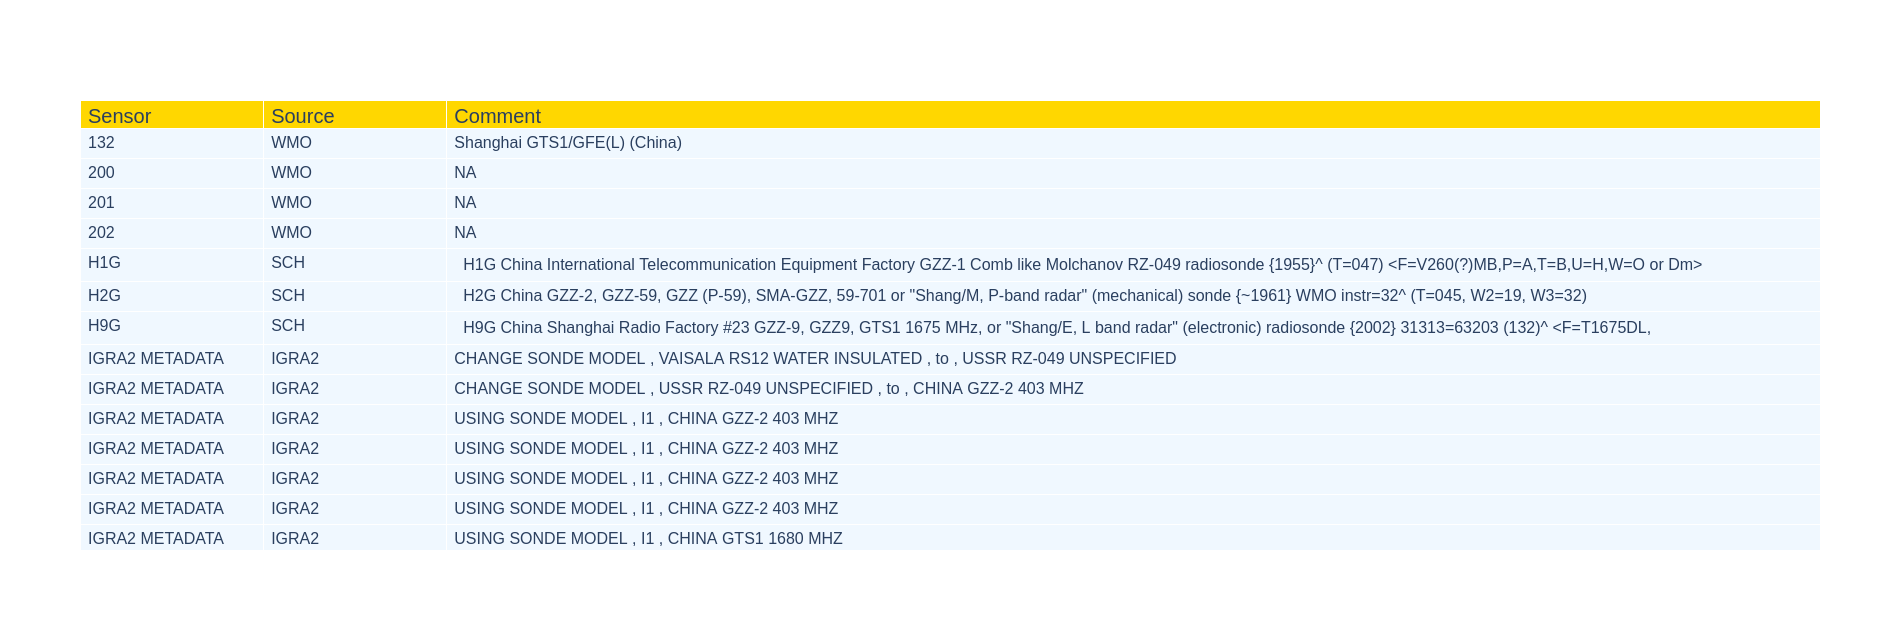 Sensor Source Comment
132 WMO Shanghai GTS1/GFE(L) (China)
200 WMO NA
201 WMO NA
202 WMO NA
H1G SCH H1G China International Telecommunication Equipment Factory GZZ-1 Comb like Molchanov RZ-049 radiosonde {1955}^ (T=047) <F=V260(?)MB,P=A,T=B,U=H,W=O or Dm>
H2G SCH H2G China GZZ-2, GZZ-59, GZZ (P-59), SMA-GZZ, 59-701 or "Shang/M, P-band radar" (mechanical) sonde {~1961} WMO instr=32^ (T=045, W2=19, W3=32)
H9G SCH H9G China Shanghai Radio Factory #23 GZZ-9, GZZ9, GTS1 1675 MHz, or "Shang/E, L band radar" (electronic) radiosonde {2002} 31313=63203 (132)^ <F=T1675DL,
IGRA2 METADATA IGRA2 CHANGE SONDE MODEL , VAISALA RS12 WATER INSULATED , to , USSR RZ-049 UNSPECIFIED
IGRA2 METADATA IGRA2 CHANGE SONDE MODEL , USSR RZ-049 UNSPECIFIED , to , CHINA GZZ-2 403 MHZ
IGRA2 METADATA IGRA2 USING SONDE MODEL , I1 , CHINA GZZ-2 403 MHZ
IGRA2 METADATA IGRA2 USING SONDE MODEL , I1 , CHINA GZZ-2 403 MHZ
IGRA2 METADATA IGRA2 USING SONDE MODEL , I1 , CHINA GZZ-2 403 MHZ
IGRA2 METADATA IGRA2 USING SONDE MODEL , I1 , CHINA GZZ-2 403 MHZ
IGRA2 METADATA IGRA2 USING SONDE MODEL , I1 , CHINA GTS1 1680 MHZ